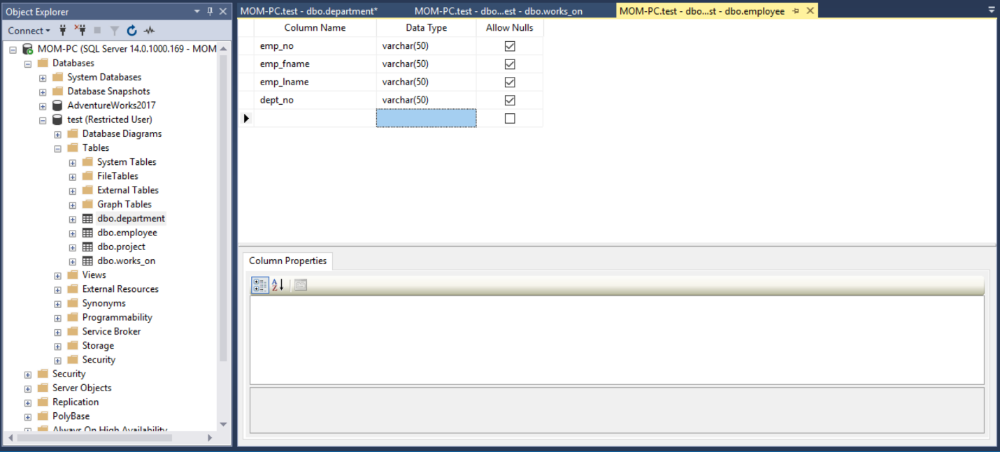 Object Explorer
Connect
MOM-PC (SQL Server 14.0.1000.169 - MOM
Databases
System Databases
Database Snapshots
AdventureWorks2017
test (Restricted User)
Database Diagrams
Tables
System Tables
FileTables
External Tables
Graph Tables
dbo.department
dbo.employee
dbo.project
dbo.works_on
Views
External Resources
Synonyms
Programmability
Service Broker
Storage
Security
Security
Server Objects
Replication
PolyBase
Always On High Availability
MOM-PC.test - dbo.department* MOM-PC.test - dbo...est - dbo.works_on MOM-PC.test - dbo...st - dbo.employee
Column Name Data Type Allow Nulls
emp_no varchar(50)
emp_fname varchar(50)
emp_lname varchar(50)
dept_no varchar(50)
Column Properties
A
Z